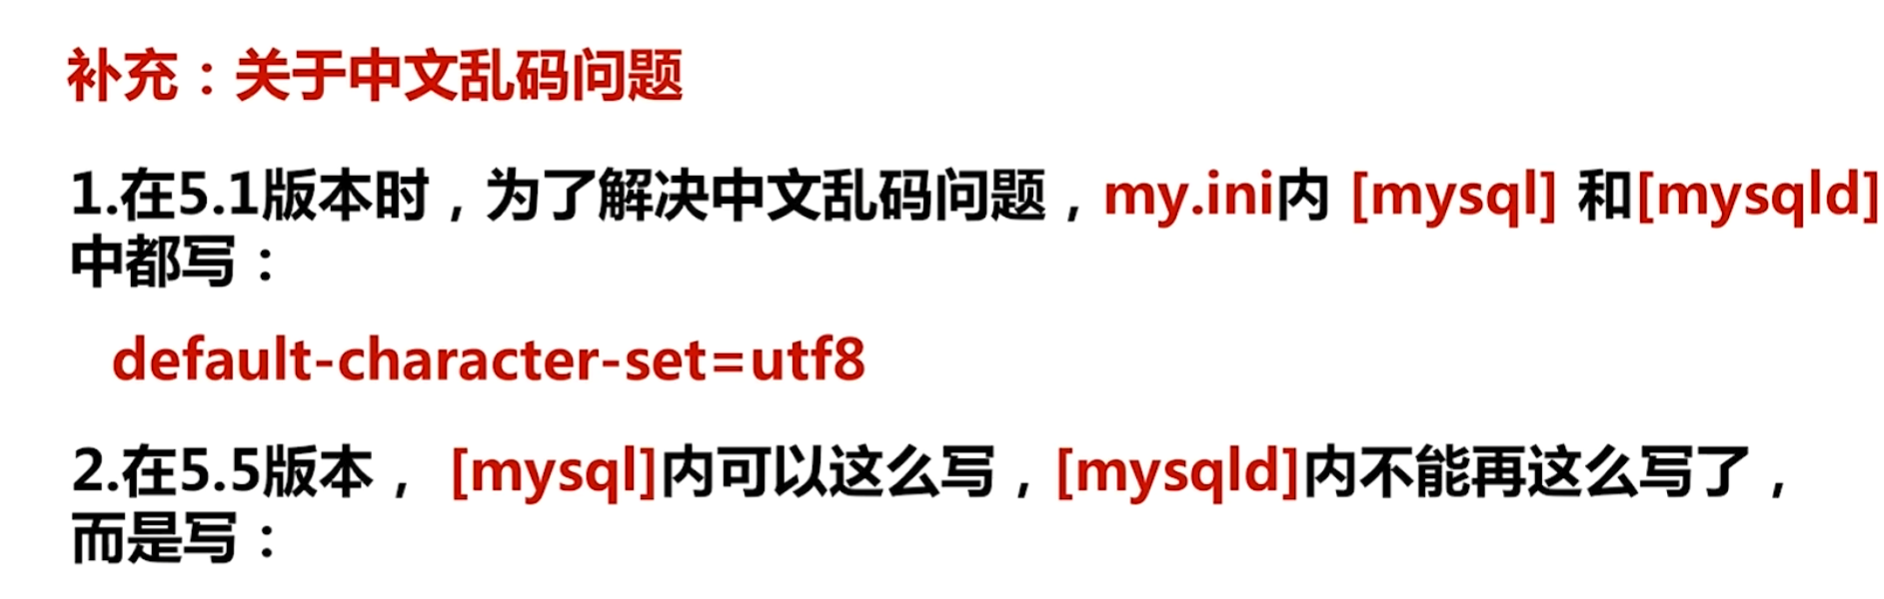 补充：关于中文乱码问题
1.在5.1版本时，为了解决中文乱码问题，my.ini内 [mysql] 和[mysqld]
中都写：
default-character-set=utf8
2.在5.5版本， [mysql]内可以这么写，[mysqld]内不能再这么写了，
而是写：